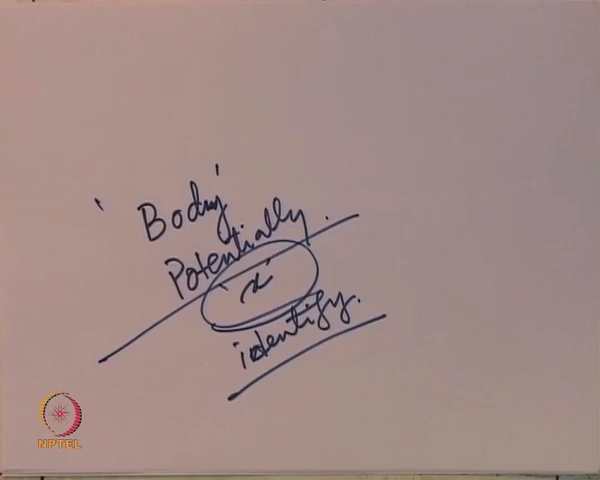 'Body'
Potentially.
'x'
identify.
NPTEL